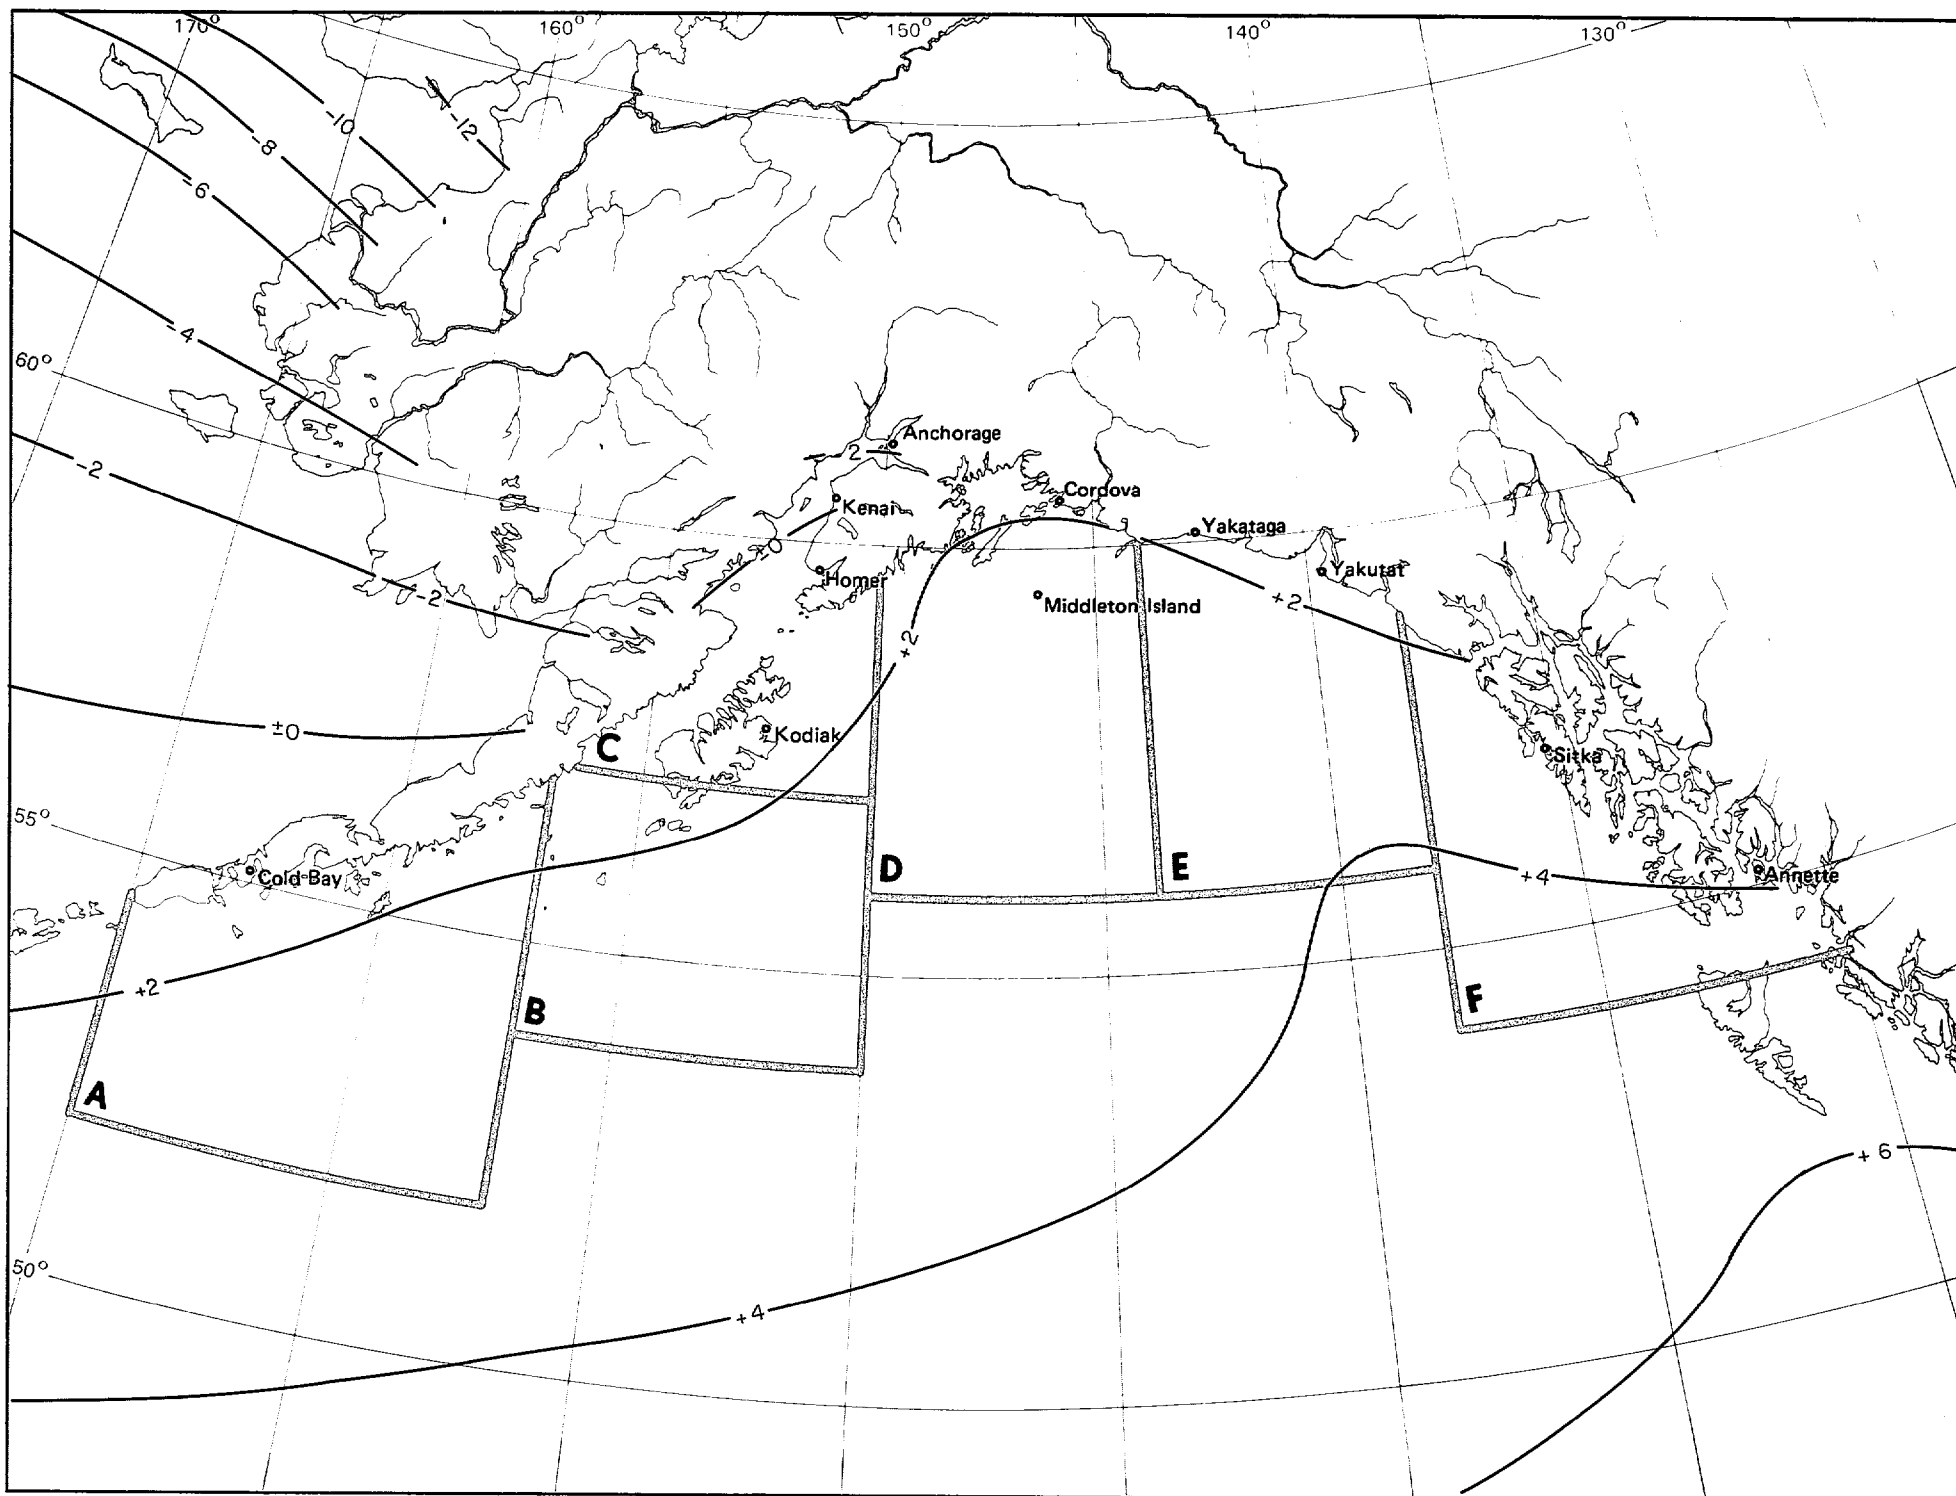 170°
160°
150°
140°
130°
-12
-10
-8
-6
-4
60°
Anchorage
2
-2
Cordova
Kenai
Yakataga
±0
Yakutat
Homer
-2
Middleton Island
+2
+2
±0
Kodiak
C
Sitka
55°
Cold Bay
D
E
+4
Annette
+2
B
F
A
+6
50°
+4